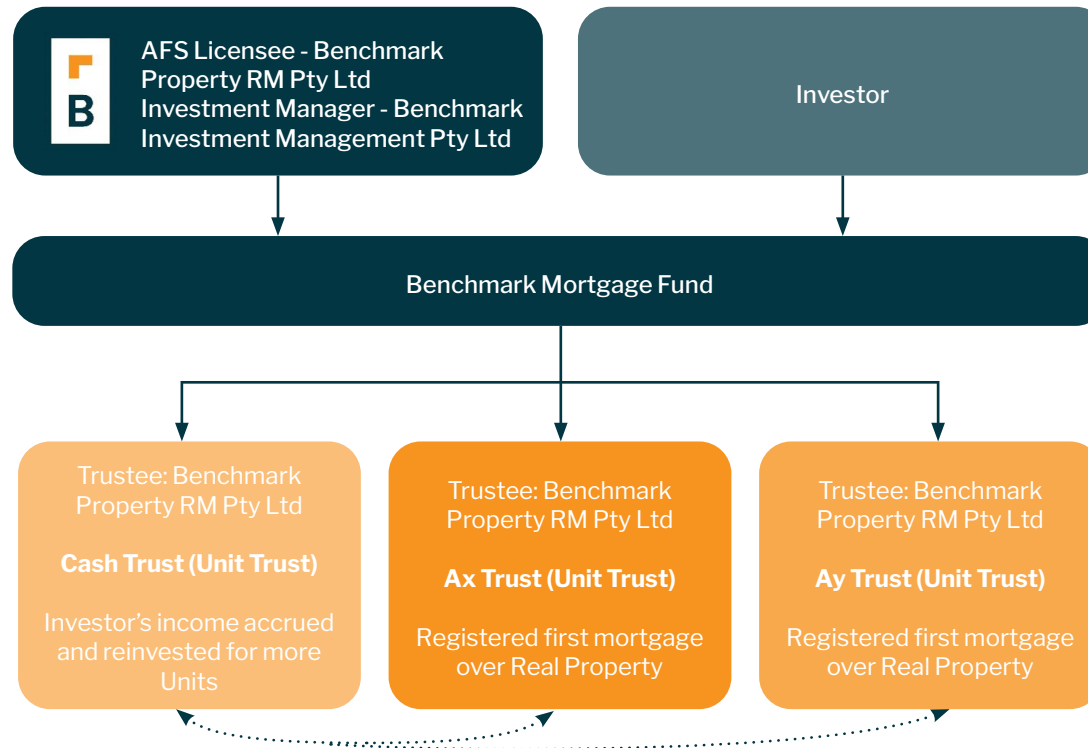 B
AFS Licensee - Benchmark
Property RM Pty Ltd
Investment Manager - Benchmark
Investment Management Pty Ltd
Investor
Benchmark Mortgage Fund
Trustee: Benchmark
Property RM Pty Ltd
Cash Trust (Unit Trust)
Investor’s income accrued
and reinvested for more
Units
Trustee: Benchmark
Property RM Pty Ltd
Ax Trust (Unit Trust)
Registered first mortgage
over Real Property
Trustee: Benchmark
Property RM Pty Ltd
Ay Trust (Unit Trust)
Registered first mortgage
over Real Property